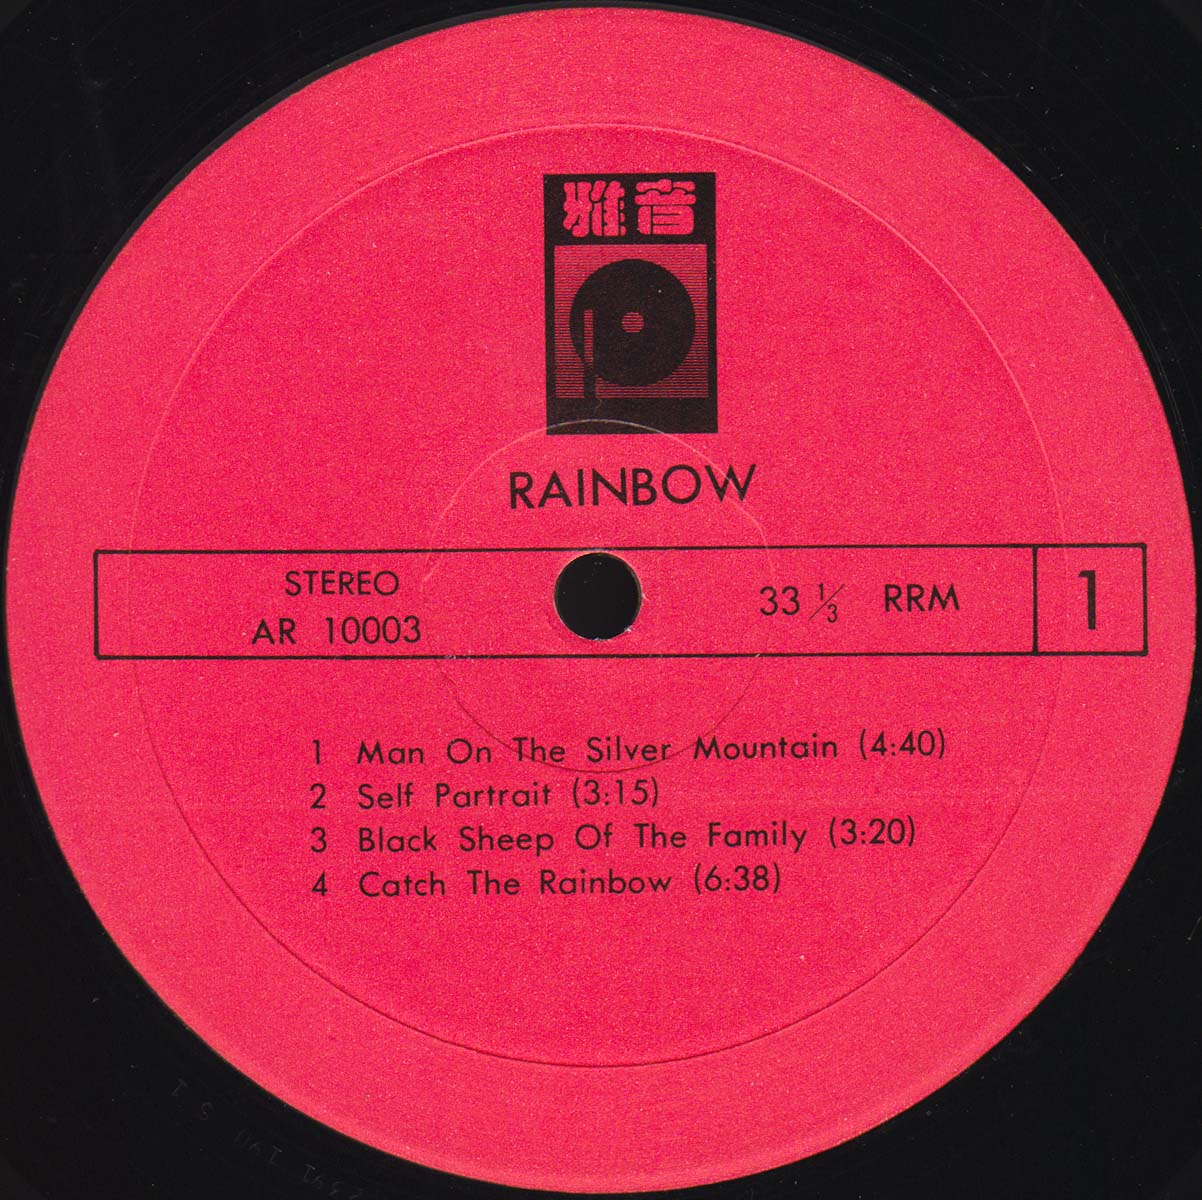 雅音
RAINBOW
STEREO
AR 10003
33 1/3 RRM
1
1 Man On The Silver Mountain (4:40)
2 Self Partrait (3:15)
3 Black Sheep Of The Family (3:20)
4 Catch The Rainbow (6:38)